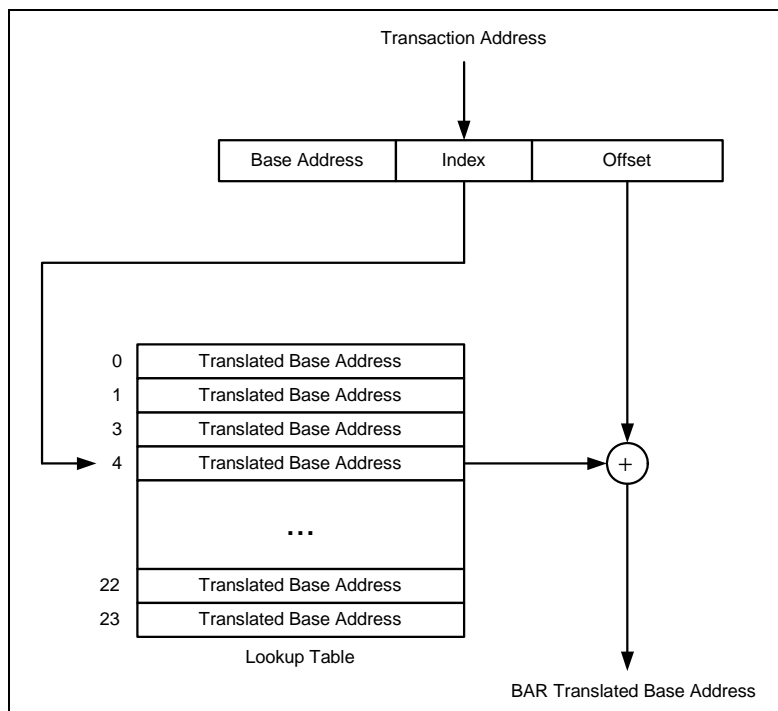 Transaction Address
Base Address Index Offset
0 Translated Base Address
1 Translated Base Address
3 Translated Base Address
4 Translated Base Address +
...
22 Translated Base Address
23 Translated Base Address
Lookup Table
BAR Translated Base Address